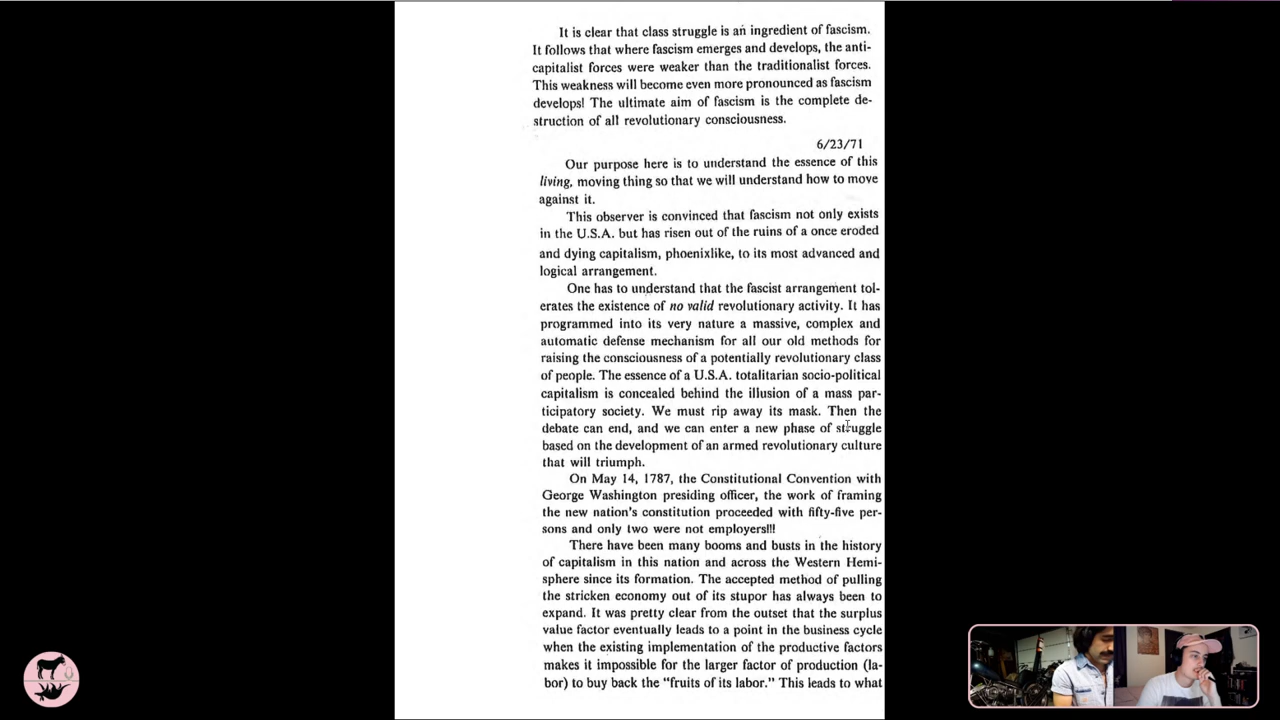 It is clear that class struggle is an ingredient of fascism.
It follows that where fascism emerges and develops, the anti-
capitalist forces were weaker than the traditionalist forces.
This weakness will become even more pronounced as fascism
develops! The ultimate aim of fascism is the complete de-
struction of all revolutionary consciousness.
6/23/71
Our purpose here is to understand the essence of this
living, moving thing so that we will understand how to move
against it.
This observer is convinced that fascism not only exists
in the U.S.A. but has risen out of the ruins of a once eroded
and dying capitalism, phoenixlike, to its most advanced and
logical arrangement.
One has to understand that the fascist arrangement tol-
erates the existence of no valid revolutionary activity. It has
programmed into its very nature a massive, complex and
automatic defense mechanism for all our old methods for
raising the consciousness of a potentially revolutionary class
of people. The essence of a U.S.A. totalitarian socio-political
capitalism is concealed behind the illusion of a mass par-
ticipatory society. We must rip away its mask. Then the
debate can end, and we can enter a new phase of struggle
based on the development of an armed revolutionary culture
that will triumph.
On May 14, 1787, the Constitutional Convention with
George Washington presiding officer, the work of framing
the new nation's constitution proceeded with fifty-five per-
sons and only two were not employers!!!
There have been many booms and busts in the history
of capitalism in this nation and across the Western Hemi-
sphere since its formation. The accepted method of pulling
the stricken economy out of its stupor has always been to
expand. It was pretty clear from the outset that the surplus
value factor eventually leads to a point in the business cycle
when the existing implementation of the productive factors
makes it impossible for the larger factor of production (la-
bor) to buy back the "fruits of its labor." This leads to what